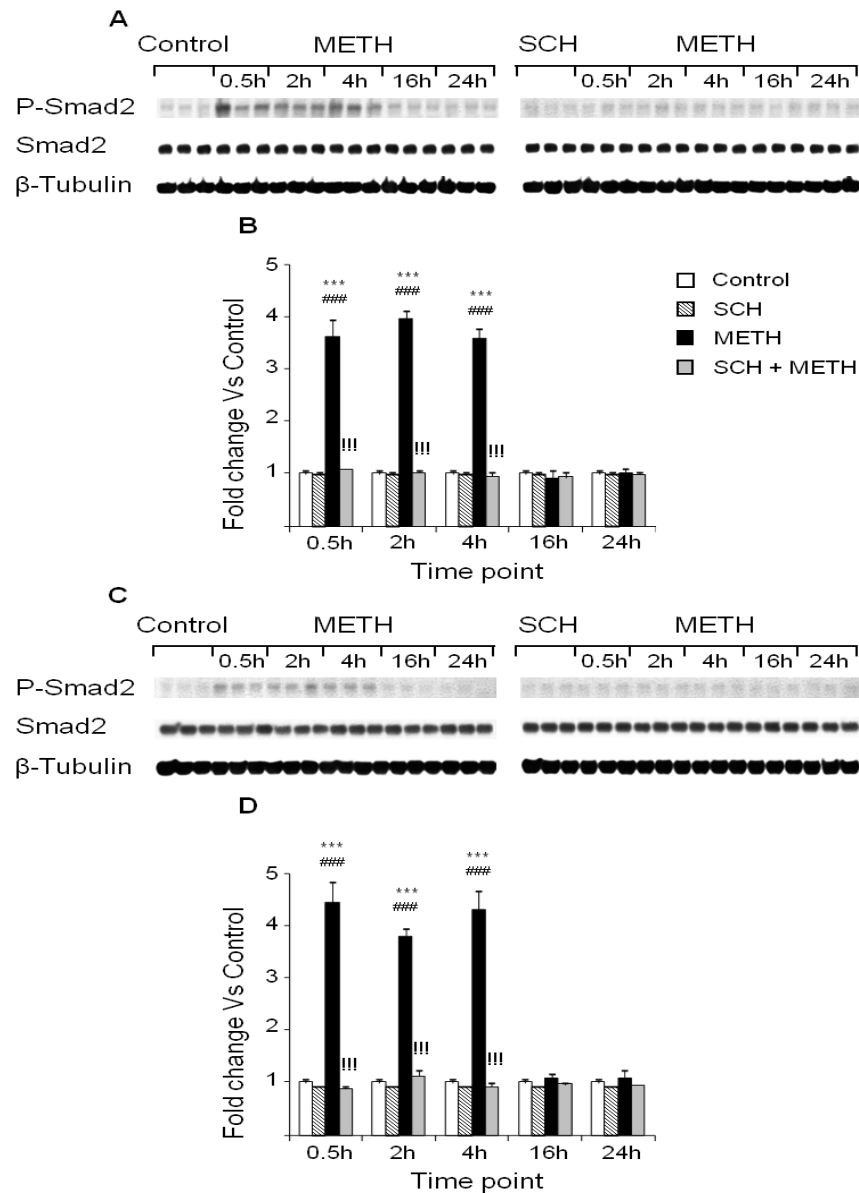 A
Control METH SCH METH
0.5h 2h 4h 16h 24h 0.5h 2h 4h 16h 24h
P-Smad2
Smad2
β-Tubulin
B
5
4
3
2
1
Fold change Vs Control
*** *** ***
### ### ###
!!! !!! !!!
0.5h 2h 4h 16h 24h
Time point
Control
SCH
METH
SCH + METH
C
Control METH SCH METH
0.5h 2h 4h 16h 24h 0.5h 2h 4h 16h 24h
P-Smad2
Smad2
β-Tubulin
D
5
4
3
2
1
Fold change Vs Control
*** *** ***
### ### ###
!!! !!! !!!
0.5h 2h 4h 16h 24h
Time point